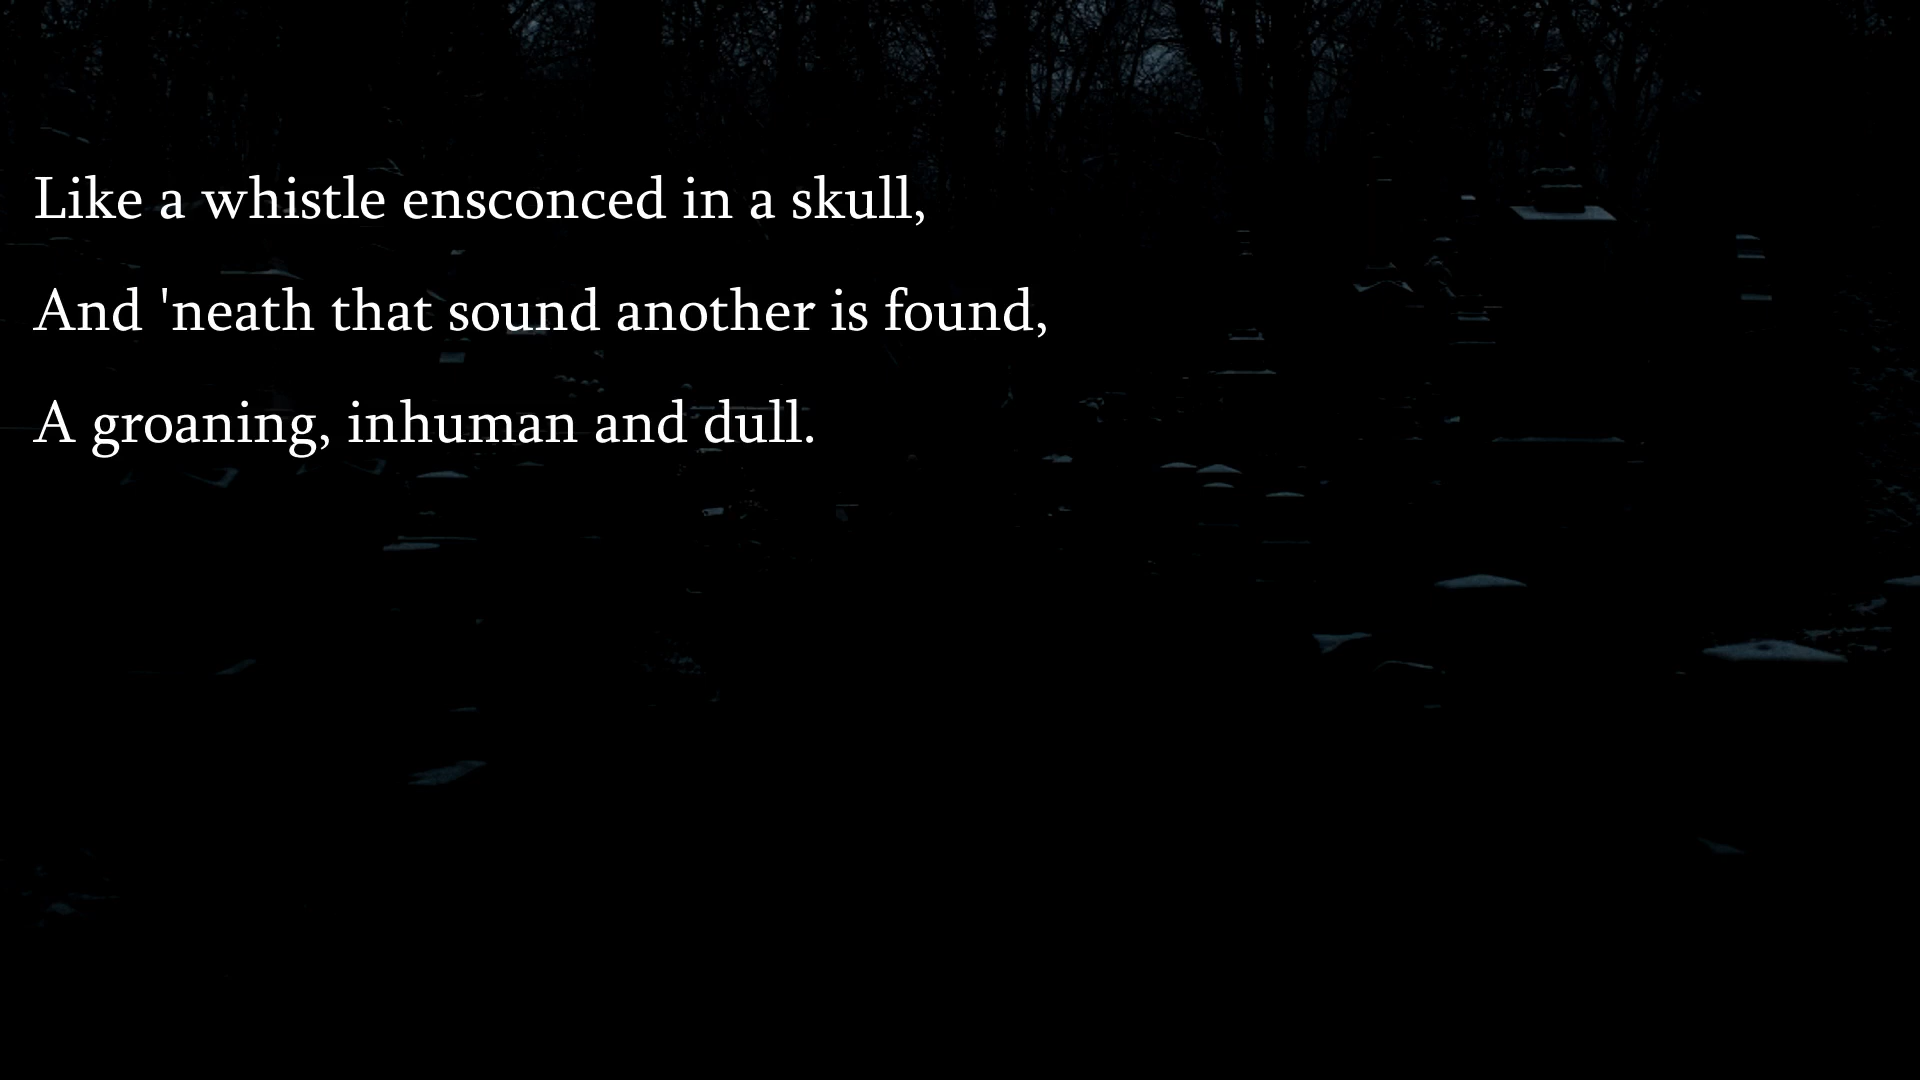 Like a whistle ensconced in a skull,
And 'neath that sound another is found,
A groaning, inhuman and dull.